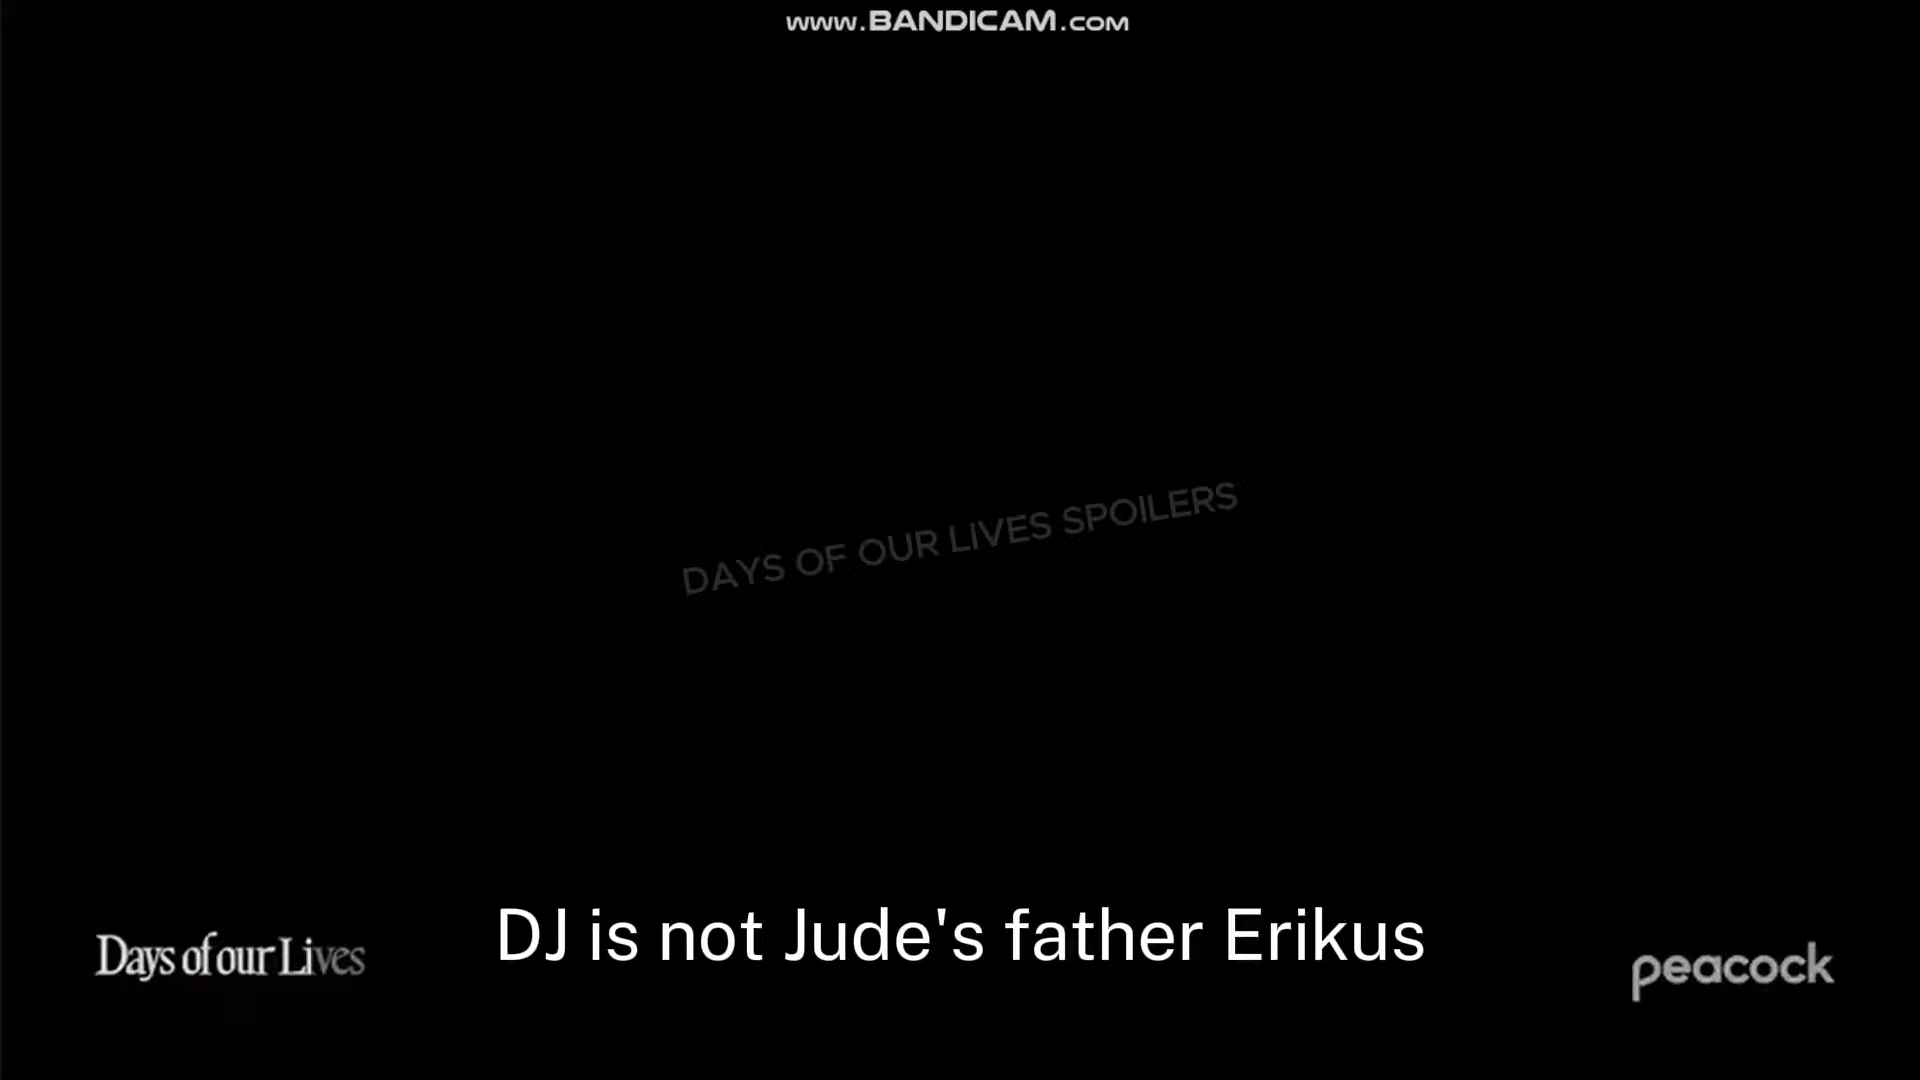 www.BANDICAM.com
DAYS OF OUR LIVES SPOILERS
DJ is not Jude's father Erikus
Days of our Lives
peacock